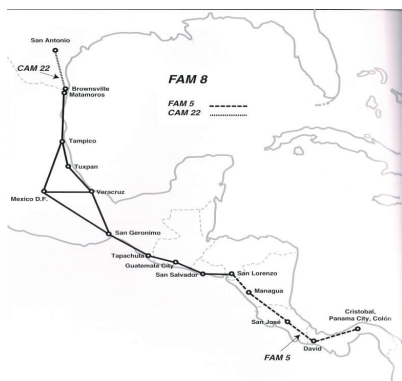 San Antonio
CAM 22
FAM 8
Brownsville
Matamoros
FAM 5
CAM 22
Tampico
Tuxpan
Mexico D.F.
Veracruz
San Geronimo
Tapachula
Guatemala City
San Salvador
San Lorenzo
Managua
San José
Cristobal,
Panama City, Colón
David
FAM 5